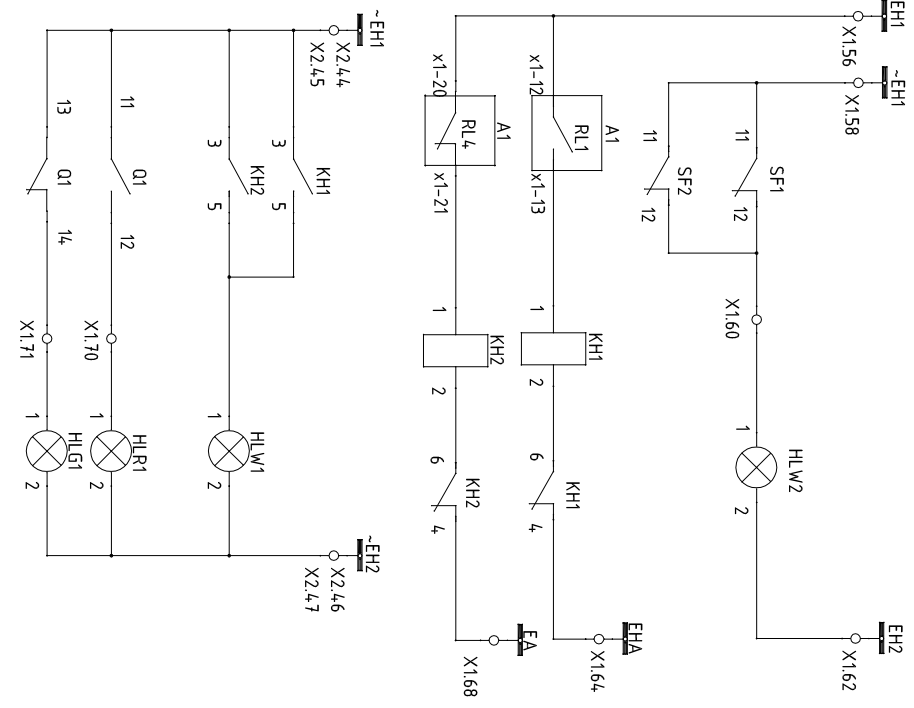 ~EH1
X2.44
X2.45
13
11
3
3
Q1
Q1
KH2
KH1
14
12
5
5
X1.71
X1.70
1
1
1
HLG1
HLR1
HLW1
2
2
2
~EH2
X2.46
X2.47
EH1
X1.56
~EH1
X1.58
x1-20
x1-12
A1
A1
RL4
RL1
x1-21
x1-13
11
11
SF2
SF1
12
12
1
1
KH2
KH1
2
2
X1.60
6
6
KH2
KH1
4
4
1
HLW2
2
EA
X1.68
EHA
X1.64
EH2
X1.62